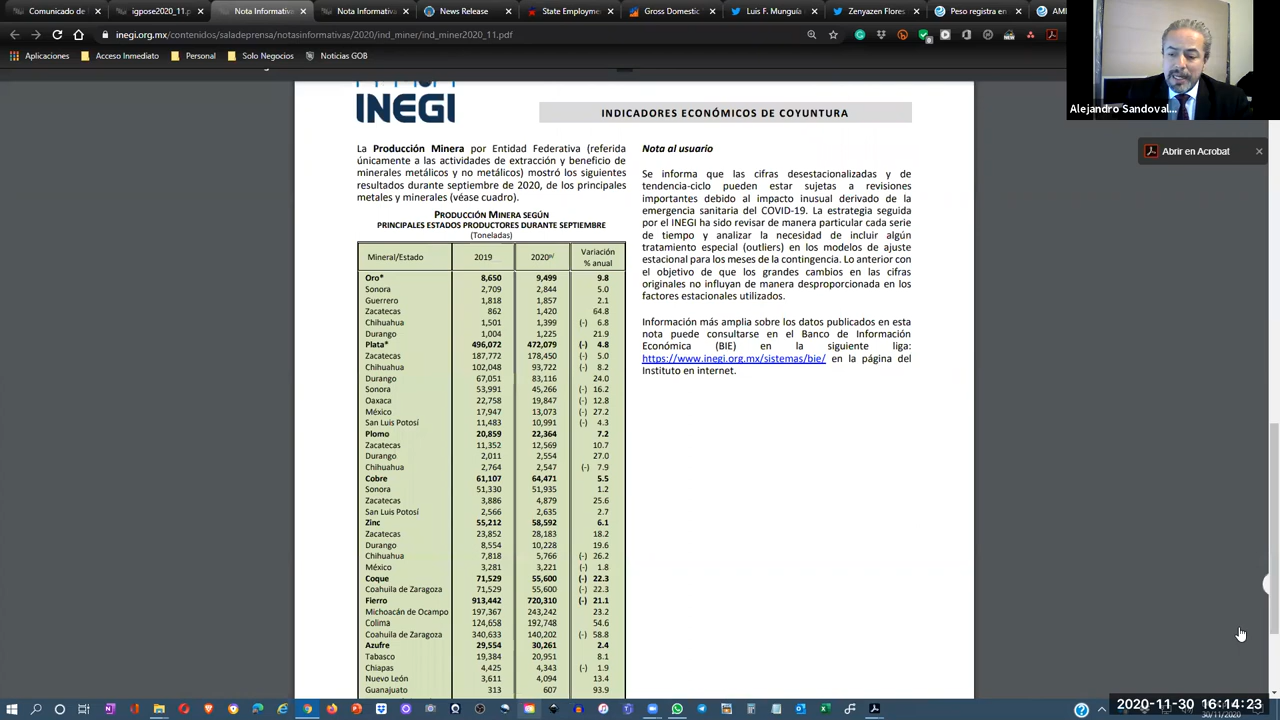 Comunicado de
igpose2020_11.p
Nota Informativ
Nota Informativ
News Release
State Employme
Gross Domestic
Luis F. Munguía
Zenyazen Flores
Peso registra en
AMI
inegi.org.mx/contenidos/saladeprensa/notasinformativas/2020/ind_miner/ind_miner2020_11.pdf
Aplicaciones
Acceso Inmediato
Personal
Solo Negocios
Noticias GOB
Alejandro Sandoval...
Abrir en Acrobat
INEGI
INDICADORES ECONÓMICOS DE COYUNTURA
La Producción Minera por Entidad Federativa (referida
únicamente a las actividades de extracción y beneficio de
minerales metálicos y no metálicos) mostró los siguientes
resultados durante septiembre de 2020, de los principales
metales y minerales (véase cuadro).
PRODUCCIÓN MINERA SEGÚN
PRINCIPALES ESTADOS PRODUCTORES DURANTE SEPTIEMBRE
(Toneladas)
Mineral/Estado 2019 2020p/ Variación
% anual
Oro* 8,650 9,499 9.8
Sonora 2,709 2,844 5.0
Guerrero 1,818 1,857 2.1
Zacatecas 862 1,420 64.8
Chihuahua 1,501 1,399 (-) 6.8
Durango 1,004 1,225 21.9
Plata* 496,072 472,079 (-) 4.8
Zacatecas 187,772 178,450 (-) 5.0
Chihuahua 102,048 93,722 (-) 8.2
Durango 67,051 83,116 24.0
Sonora 53,991 45,266 (-) 16.2
Oaxaca 22,758 19,847 (-) 12.8
México 17,947 13,073 (-) 27.2
San Luis Potosí 11,483 10,991 (-) 4.3
Plomo 20,859 22,364 7.2
Zacatecas 11,352 12,569 10.7
Durango 2,011 2,554 27.0
Chihuahua 2,764 2,547 (-) 7.9
Cobre 61,107 64,471 5.5
Sonora 51,330 51,935 1.2
Zacatecas 3,886 4,879 25.6
San Luis Potosí 2,566 2,635 2.7
Zinc 55,212 58,592 6.1
Zacatecas 23,852 28,183 18.2
Durango 8,554 10,228 19.6
Chihuahua 7,818 5,766 (-) 26.2
México 3,281 3,221 (-) 1.8
Coque 71,529 55,600 (-) 22.3
Coahuila de Zaragoza 71,529 55,600 (-) 22.3
Fierro 913,442 720,310 (-) 21.1
Michoacán de Ocampo 197,367 243,242 23.2
Colima 124,658 192,748 54.6
Coahuila de Zaragoza 340,633 140,202 (-) 58.8
Azufre 29,554 30,261 2.4
Tabasco 19,384 20,951 8.1
Chiapas 4,425 4,343 (-) 1.9
Nuevo León 3,611 4,094 13.4
Guanajuato 313 607 93.9
Nota al usuario
Se informa que las cifras desestacionalizadas y de
tendencia-ciclo pueden estar sujetas a revisiones
importantes debido al impacto inusual derivado de la
emergencia sanitaria del COVID-19. La estrategia seguida
por el INEGI ha sido revisar de manera particular cada serie
de tiempo y analizar la necesidad de incluir algún
tratamiento especial (outliers) en los modelos de ajuste
estacional para los meses de la contingencia. Lo anterior con
el objetivo de que los grandes cambios en las cifras
originales no influyan de manera desproporcionada en los
factores estacionales utilizados.
Información más amplia sobre los datos publicados en esta
nota puede consultarse en el Banco de Información
Económica (BIE) en la siguiente liga:
https://www.inegi.org.mx/sistemas/bie/ en la página del
Instituto en internet.
2020-11-30 16:14:23
30/11/2020